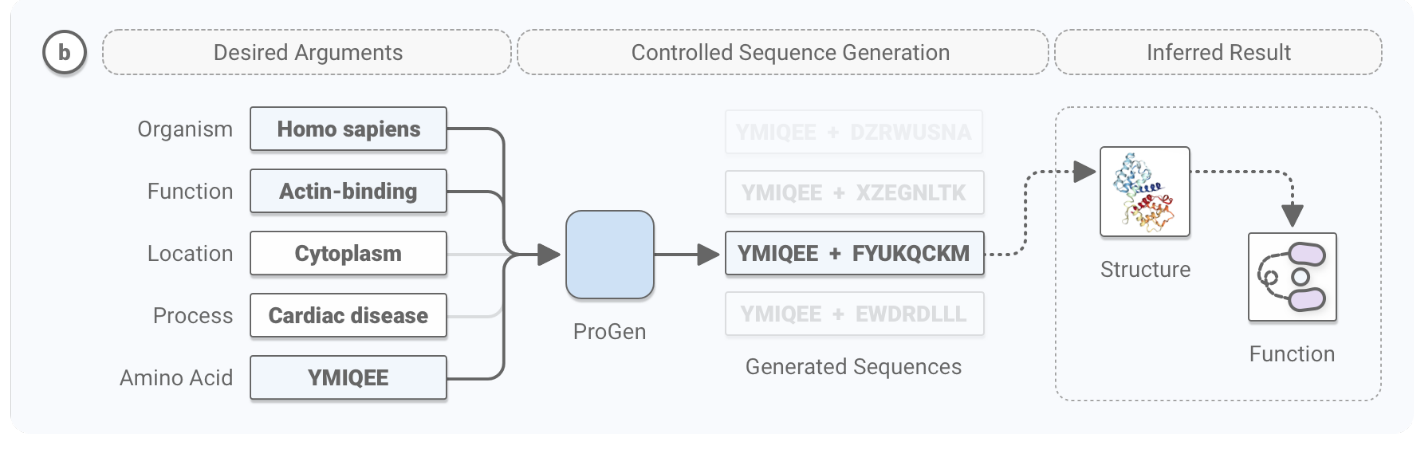 b
Desired Arguments
Controlled Sequence Generation
Inferred Result
Organism
Homo sapiens
Function
Actin-binding
Location
Cytoplasm
Process
Cardiac disease
Amino Acid
YMIQEE
ProGen
YMIQEE + DZRWUSNA
YMIQEE + XZEGNLTK
YMIQEE + FYUKQCKM
YMIQEE + EWDRDLLL
Generated Sequences
Structure
Function